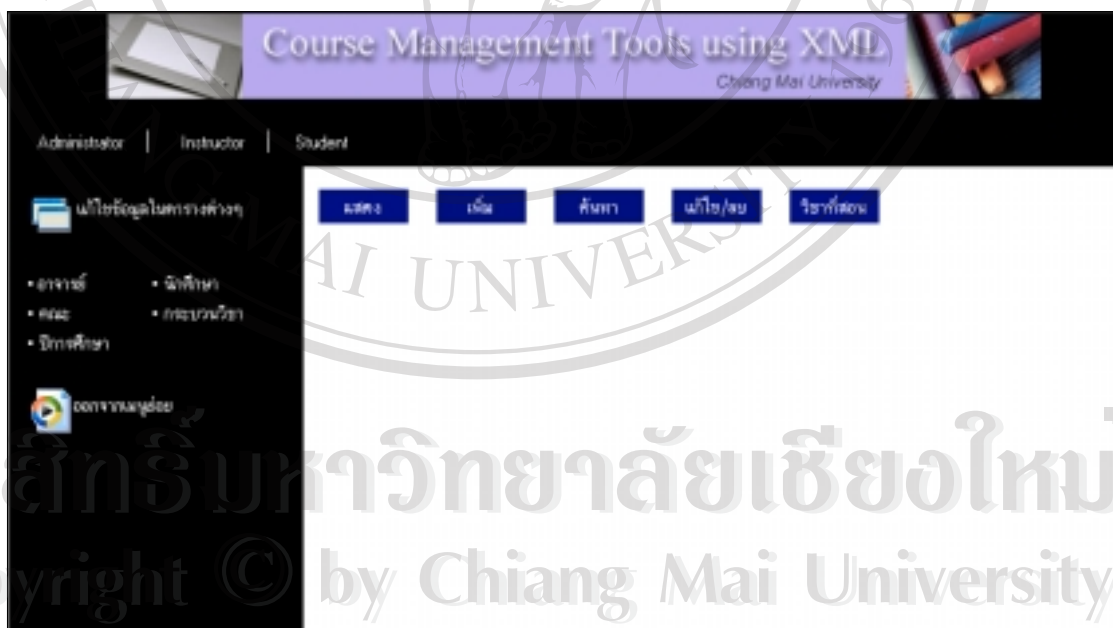 Course Management Tools using XML
Chiang Mai University
Administrator | Instructor | Student
แก้ไขข้อมูลในตารางต่างๆ
แสดง เพิ่ม ค้นหา แก้ไข/ลบ วิชาที่สอน
• อาจารย์ • นักศึกษา
• คณะ • กระบวนวิชา
• ปีการศึกษา
ออกจากเมนูย่อย
MAI UNIVERSITY
สิทธิ์มหาวิทยาลัยเชียงใหม่
yright © by Chiang Mai University